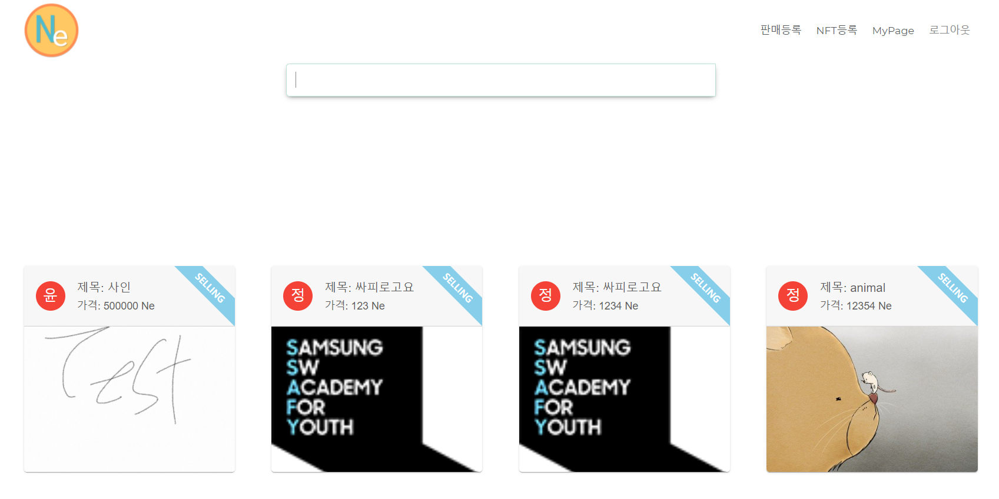 Ne
판매등록 NFT등록 MyPage 로그아웃
윤
제목: 사인
가격: 500000 Ne
SELLING
Test
정
제목: 싸피로고요
가격: 123 Ne
SELLING
SAMSUNG
SW
ACADEMY
FOR
YOUTH
정
제목: 싸피로고요
가격: 1234 Ne
SELLING
SAMSUNG
SW
ACADEMY
FOR
YOUTH
정
제목: animal
가격: 12354 Ne
SELLING